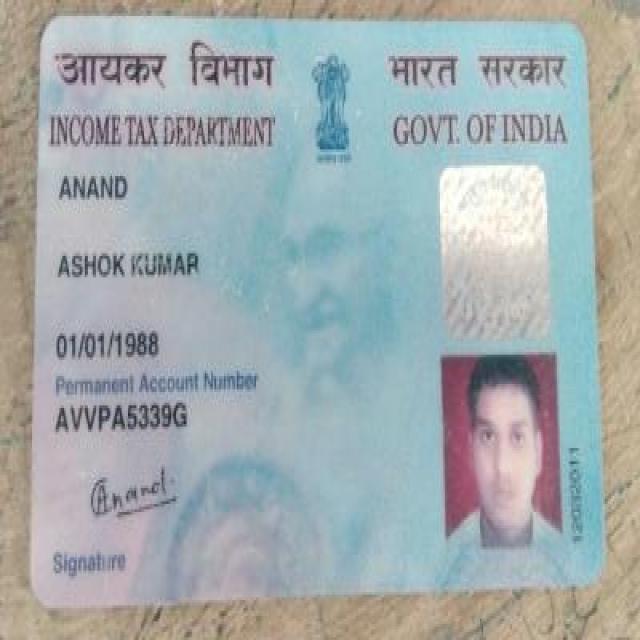 आयकर विभाग
भारत सरकार
INCOME TAX DEPARTMENT
GOVT. OF INDIA
ANAND
ASHOK KUMAR
01/01/1988
Permanent Account Number
AVVPA5339G
Anand.
Signature
12032011